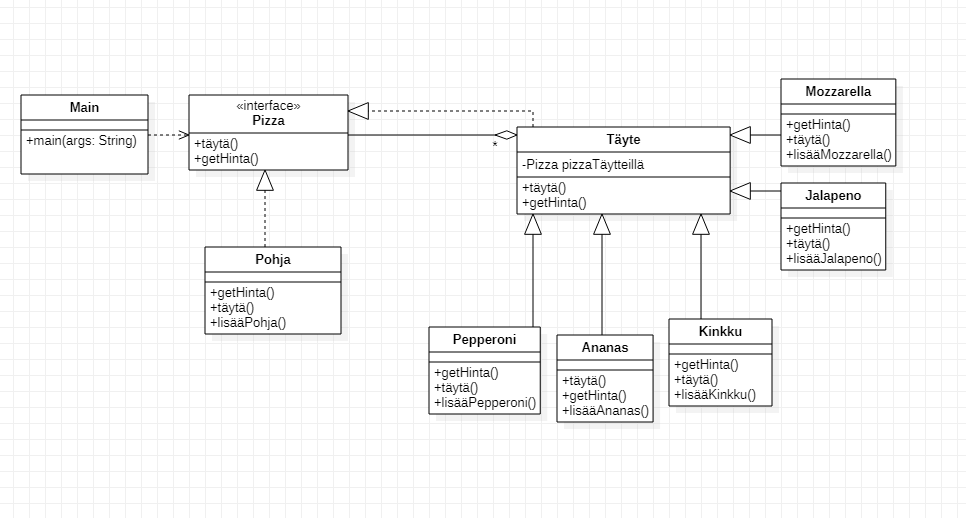 Main
+main(args: String)
«interface»
Pizza
+täytä()
+getHinta()
*
Täyte
-Pizza pizzaTäytteillä
+täytä()
+getHinta()
Mozzarella
+getHinta()
+täytä()
+lisääMozzarella()
Jalapeno
+getHinta()
+täytä()
+lisääJalapeno()
Pohja
+getHinta()
+täytä()
+lisääPohja()
Pepperoni
+getHinta()
+täytä()
+lisääPepperoni()
Ananas
+täytä()
+getHinta()
+lisääAnanas()
Kinkku
+getHinta()
+täytä()
+lisääKinkku()